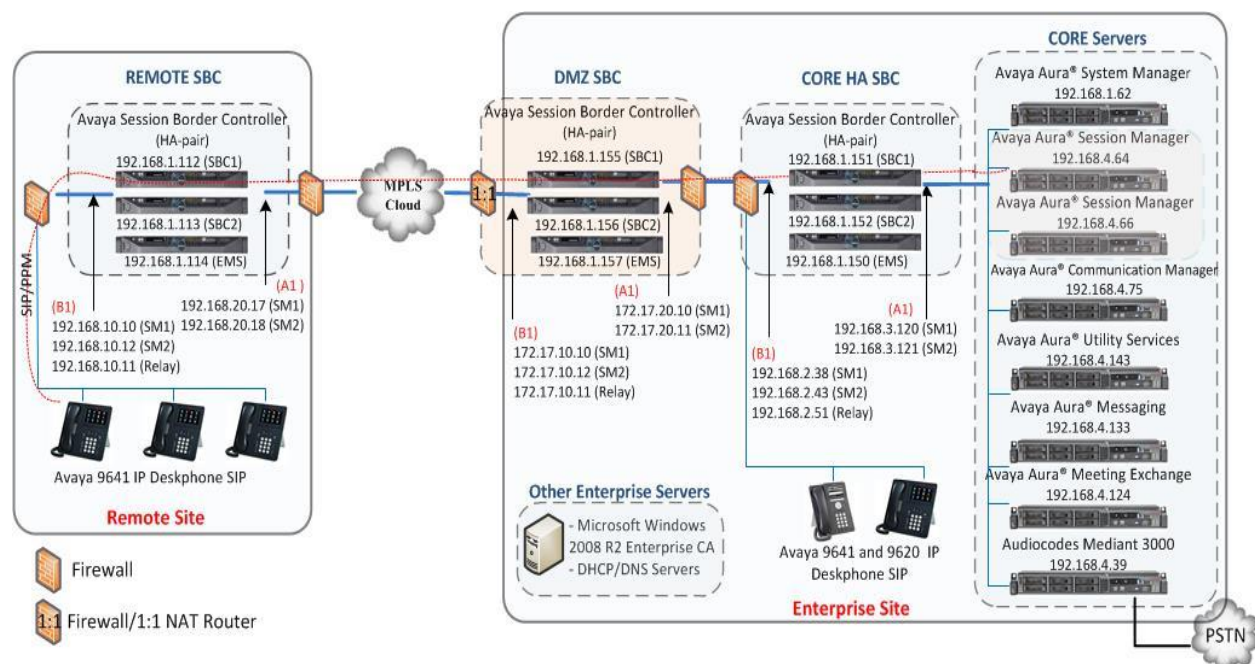 REMOTE SBC
Avaya Session Border Controller
(HA-pair)
192.168.1.112 (SBC1)
192.168.1.113 (SBC2)
192.168.1.114 (EMS)
SIP/PPM
(B1)
192.168.10.10 (SM1)
192.168.10.12 (SM2)
192.168.10.11 (Relay)
(A1)
192.168.20.17 (SM1)
192.168.20.18 (SM2)
Avaya 9641 IP Deskphone SIP
Remote Site
MPLS
Cloud
1:1
DMZ SBC
Avaya Session Border Controller
(HA-pair)
192.168.1.155 (SBC1)
192.168.1.156 (SBC2)
192.168.1.157 (EMS)
(B1)
172.17.10.10 (SM1)
172.17.10.12 (SM2)
172.17.10.11 (Relay)
(A1)
172.17.20.10 (SM1)
172.17.20.11 (SM2)
CORE HA SBC
Avaya Session Border Controller
(HA-pair)
192.168.1.151 (SBC1)
192.168.1.152 (SBC2)
192.168.1.150 (EMS)
(B1)
192.168.2.38 (SM1)
192.168.2.43 (SM2)
192.168.2.51 (Relay)
(A1)
192.168.3.120 (SM1)
192.168.3.121 (SM2)
CORE Servers
Avaya Aura® System Manager
192.168.1.62
Avaya Aura® Session Manager
192.168.4.64
Avaya Aura® Session Manager
192.168.4.66
Avaya Aura® Communication Manager
192.168.4.75
Avaya Aura® Utility Services
192.168.4.143
Avaya Aura® Messaging
192.168.4.133
Avaya Aura® Meeting Exchange
192.168.4.124
Audiocodes Mediant 3000
192.168.4.39
PSTN
Other Enterprise Servers
- Microsoft Windows
2008 R2 Enterprise CA
- DHCP/DNS Servers
Avaya 9641 and 9620 IP
Deskphone SIP
Enterprise Site
Firewall
1:1 Firewall/1:1 NAT Router